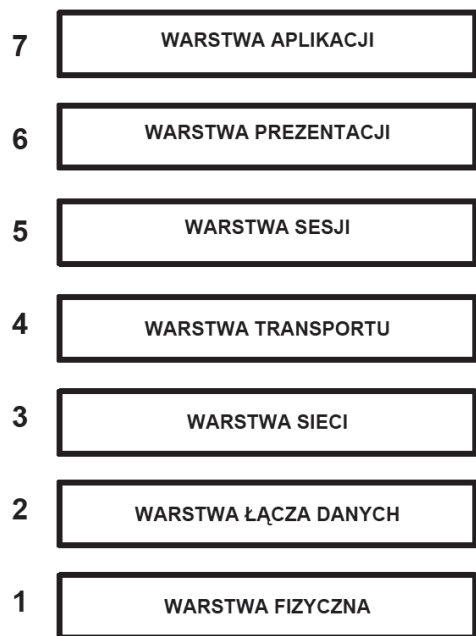 7 WARSTWA APLIKACJI
6 WARSTWA PREZENTACJI
5 WARSTWA SESJI
4 WARSTWA TRANSPORTU
3 WARSTWA SIECI
2 WARSTWA ŁĄCZA DANYCH
1 WARSTWA FIZYCZNA